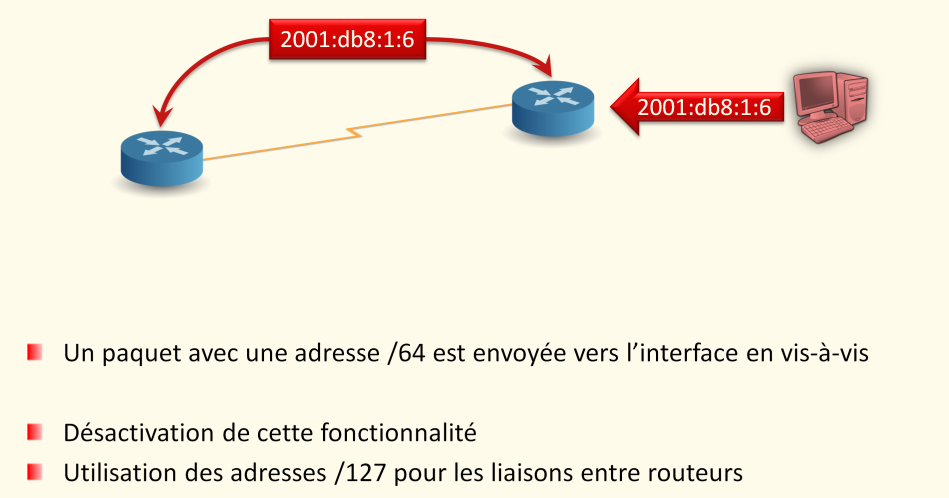 2001:db8:1:6
2001:db8:1:6
Un paquet avec une adresse /64 est envoyée vers l'interface en vis-à-vis
Désactivation de cette fonctionnalité
Utilisation des adresses /127 pour les liaisons entre routeurs